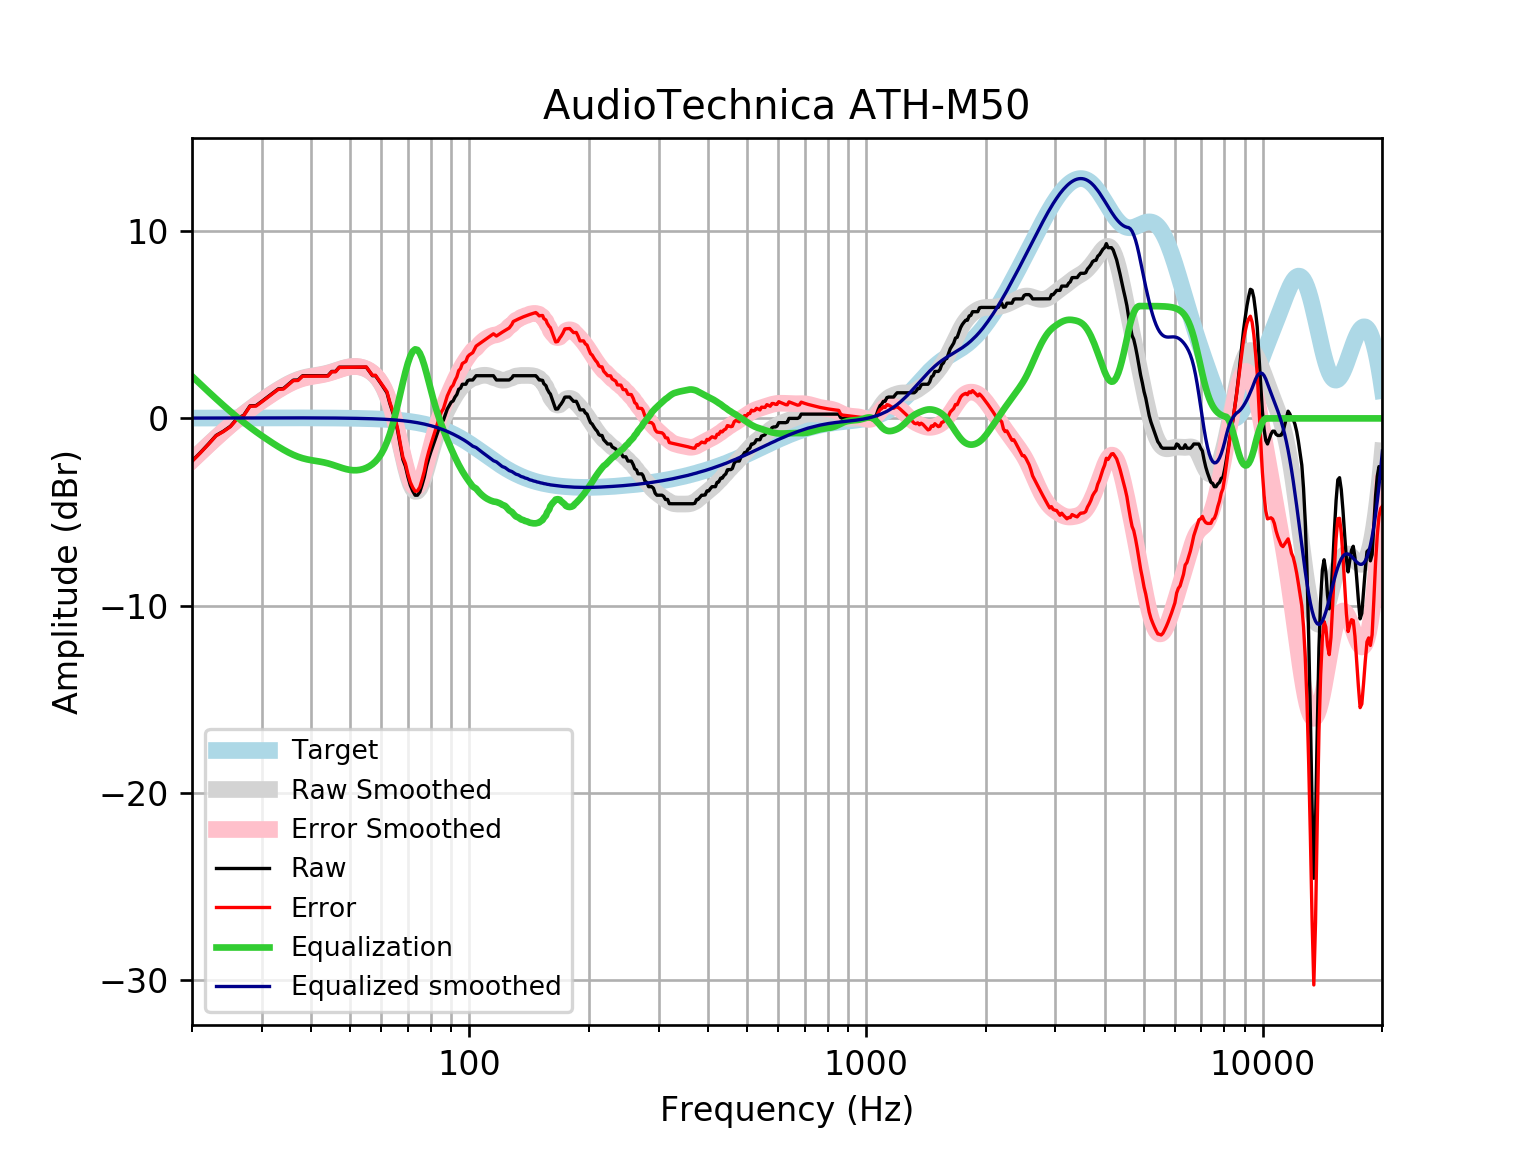 AudioTechnica ATH-M50
Amplitude (dBr)
10
0
−10
−20
−30
Target
Raw Smoothed
Error Smoothed
Raw
Error
Equalization
Equalized smoothed
100 1000 10000
Frequency (Hz)